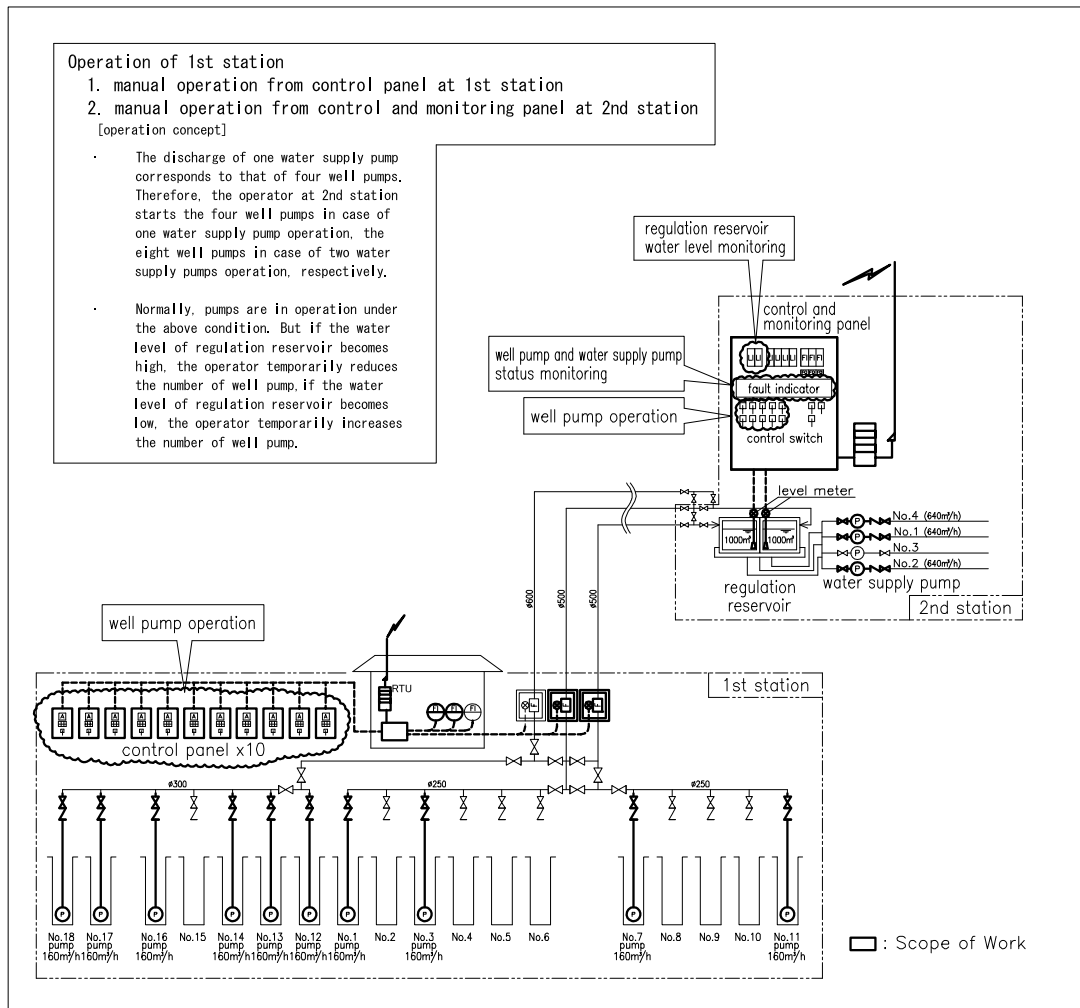 Operation of 1st station
1. manual operation from control panel at 1st station
2. manual operation from control and monitoring panel at 2nd station
[operation concept]
· The discharge of one water supply pump
corresponds to that of four well pumps.
Therefore, the operator at 2nd station
starts the four well pumps in case of
one water supply pump operation, the
eight well pumps in case of two water
supply pumps operation, respectively.
· Normally, pumps are in operation under
the above condition. But if the water
level of regulation reservoir becomes
high, the operator temporarily reduces
the number of well pump, if the water
level of regulation reservoir becomes
low, the operator temporarily increases
the number of well pump.
regulation reservoir
water level monitoring
control and
monitoring panel
LI LI LI LI LI FI FI FI
well pump and water supply pump
status monitoring
fault indicator
well pump operation
control switch
level meter
1000m³ 1000m³
P No.4 (640m³/h)
P No.1 (640m³/h)
P No.3
P No.2 (640m³/h)
regulation
reservoir
water supply pump
2nd station
ø600
ø500
ø500
well pump operation
RTU
FI FI FI
1st station
A A A A A A A A A A
control panel x10
ø300
ø250
ø250
P P P P P P P P P P
No.18
pump
160m³/h
No.17
pump
160m³/h
No.16
pump
160m³/h
No.15
No.14
pump
160m³/h
No.13
pump
160m³/h
No.12
pump
160m³/h
No.1
pump
160m³/h
No.2
No.3
pump
160m³/h
No.4
No.5
No.6
No.7
pump
160m³/h
No.8
No.9
No.10
No.11
pump
160m³/h
: Scope of Work